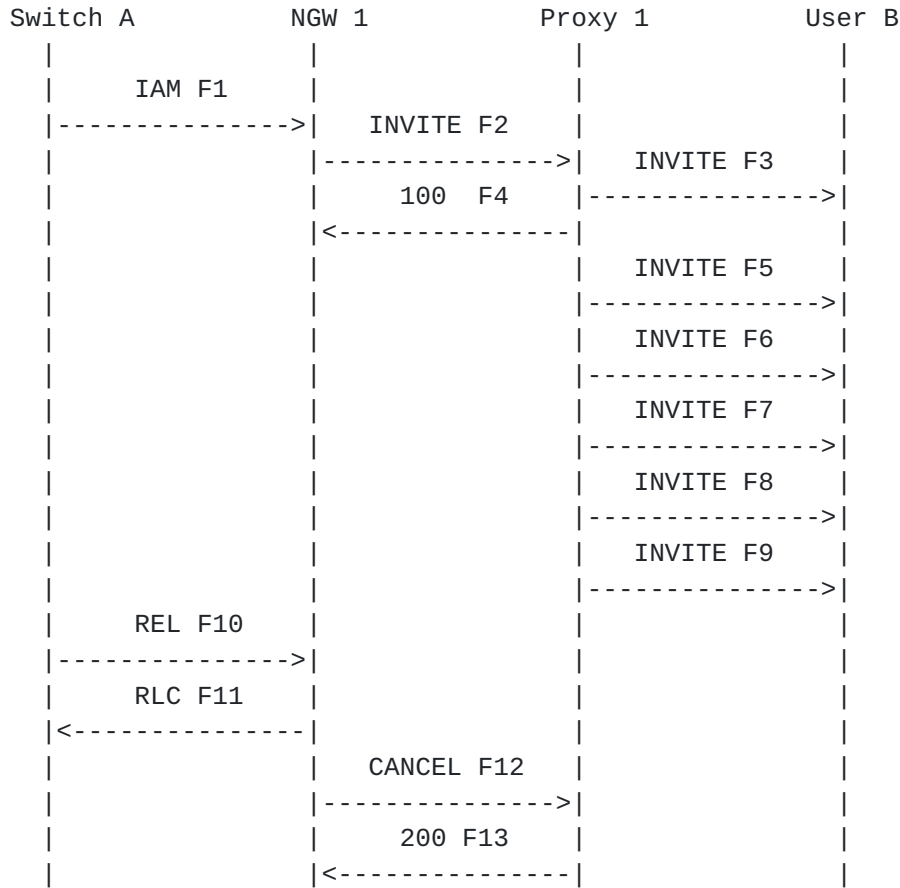 Switch A NGW 1 Proxy 1 User B
IAM F1
INVITE F2
INVITE F3
100 F4
INVITE F5
INVITE F6
INVITE F7
INVITE F8
INVITE F9
REL F10
RLC F11
CANCEL F12
200 F13